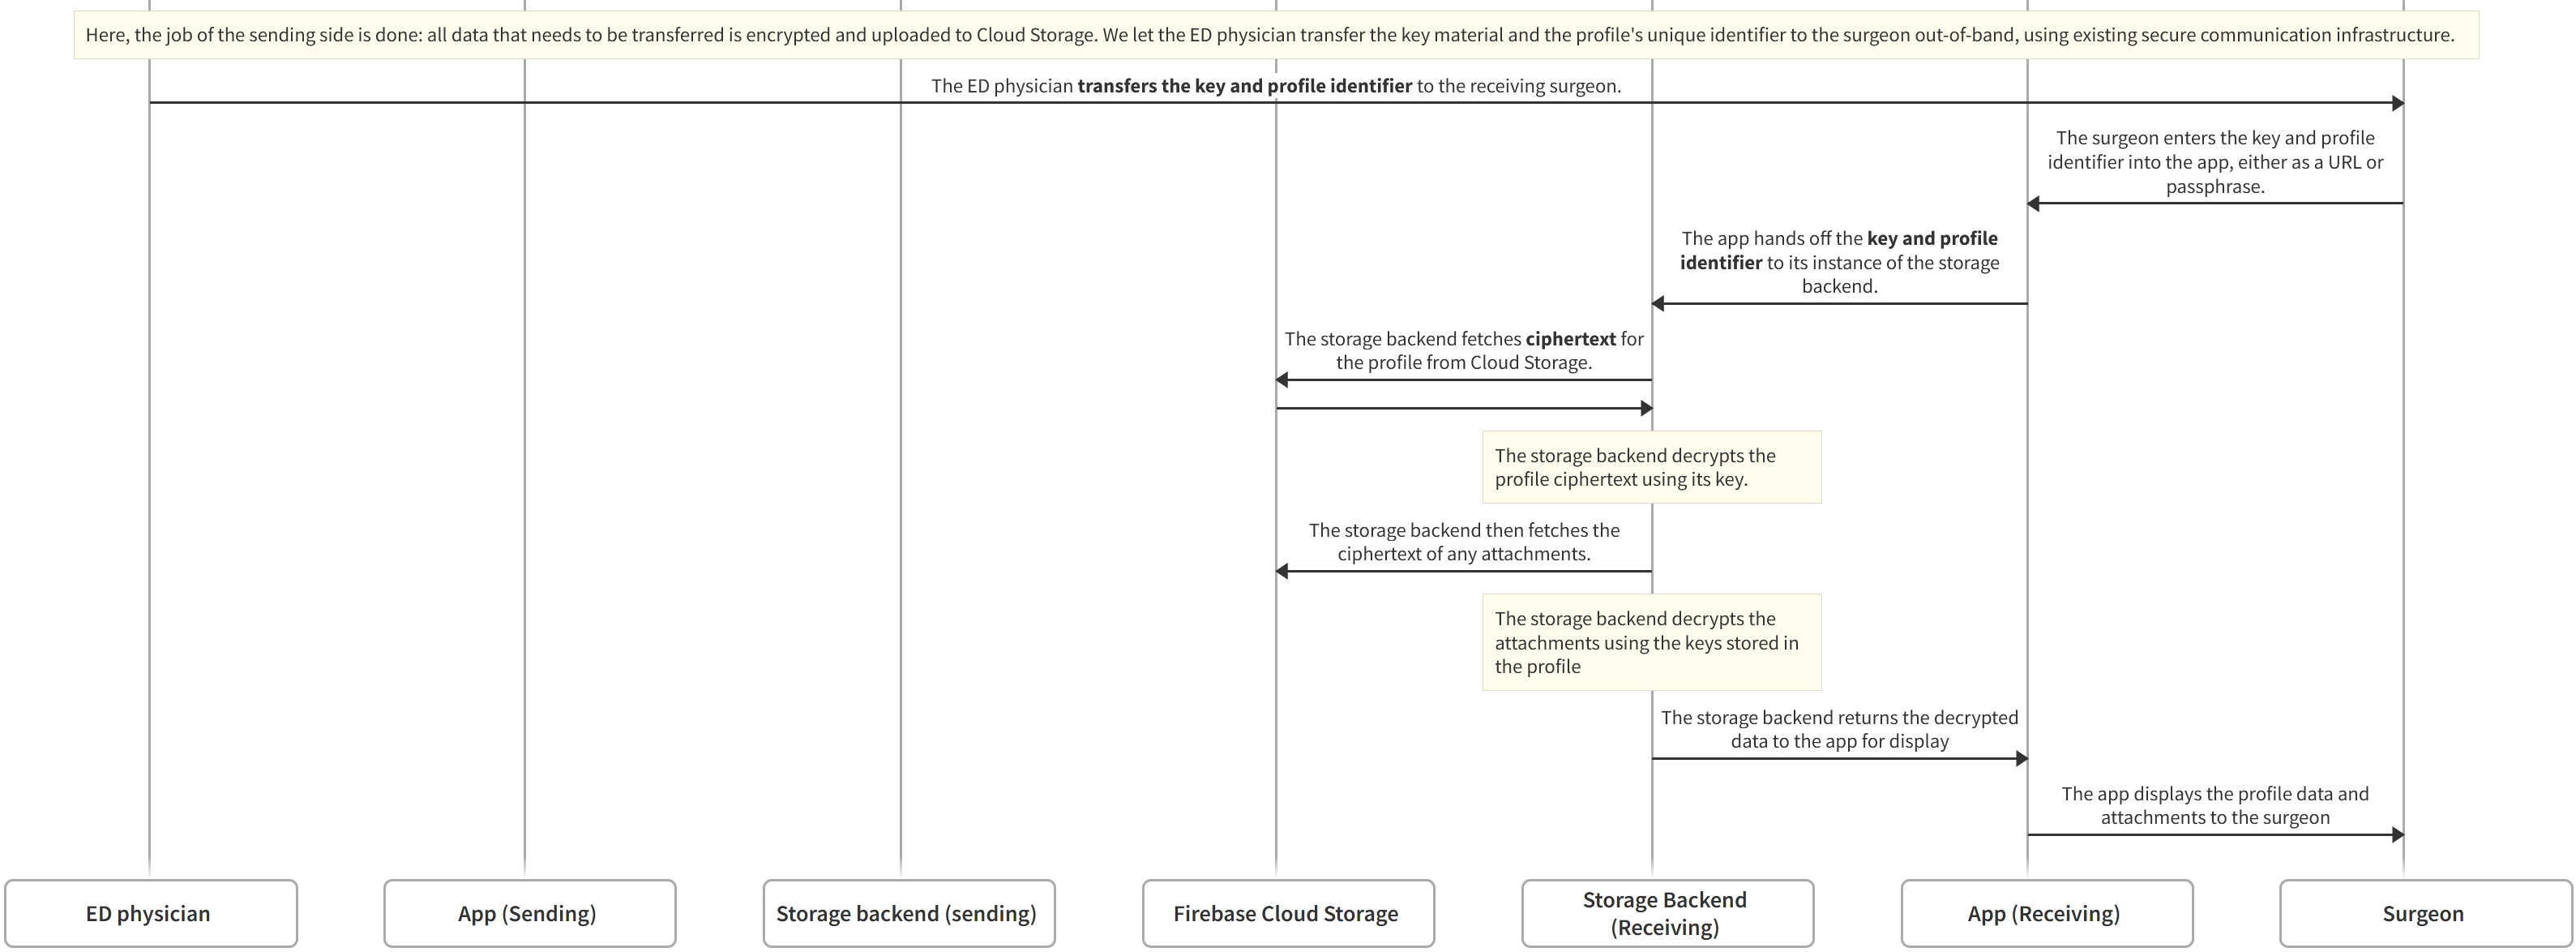 Here, the job of the sending side is done: all data that needs to be transferred is encrypted and uploaded to Cloud Storage. We let the ED physician transfer the key material and the profile's unique identifier to the surgeon out-of-band, using existing secure communication infrastructure.
The ED physician transfers the key and profile identifier to the receiving surgeon.
The surgeon enters the key and profile
identifier into the app, either as a URL or
passphrase.
The app hands off the key and profile
identifier to its instance of the storage
backend.
The storage backend fetches ciphertext for
the profile from Cloud Storage.
The storage backend decrypts the
profile ciphertext using its key.
The storage backend then fetches the
ciphertext of any attachments.
The storage backend decrypts the
attachments using the keys stored in
the profile
The storage backend returns the decrypted
data to the app for display
The app displays the profile data and
attachments to the surgeon
ED physician
App (Sending)
Storage backend (sending)
Firebase Cloud Storage
Storage Backend
(Receiving)
App (Receiving)
Surgeon